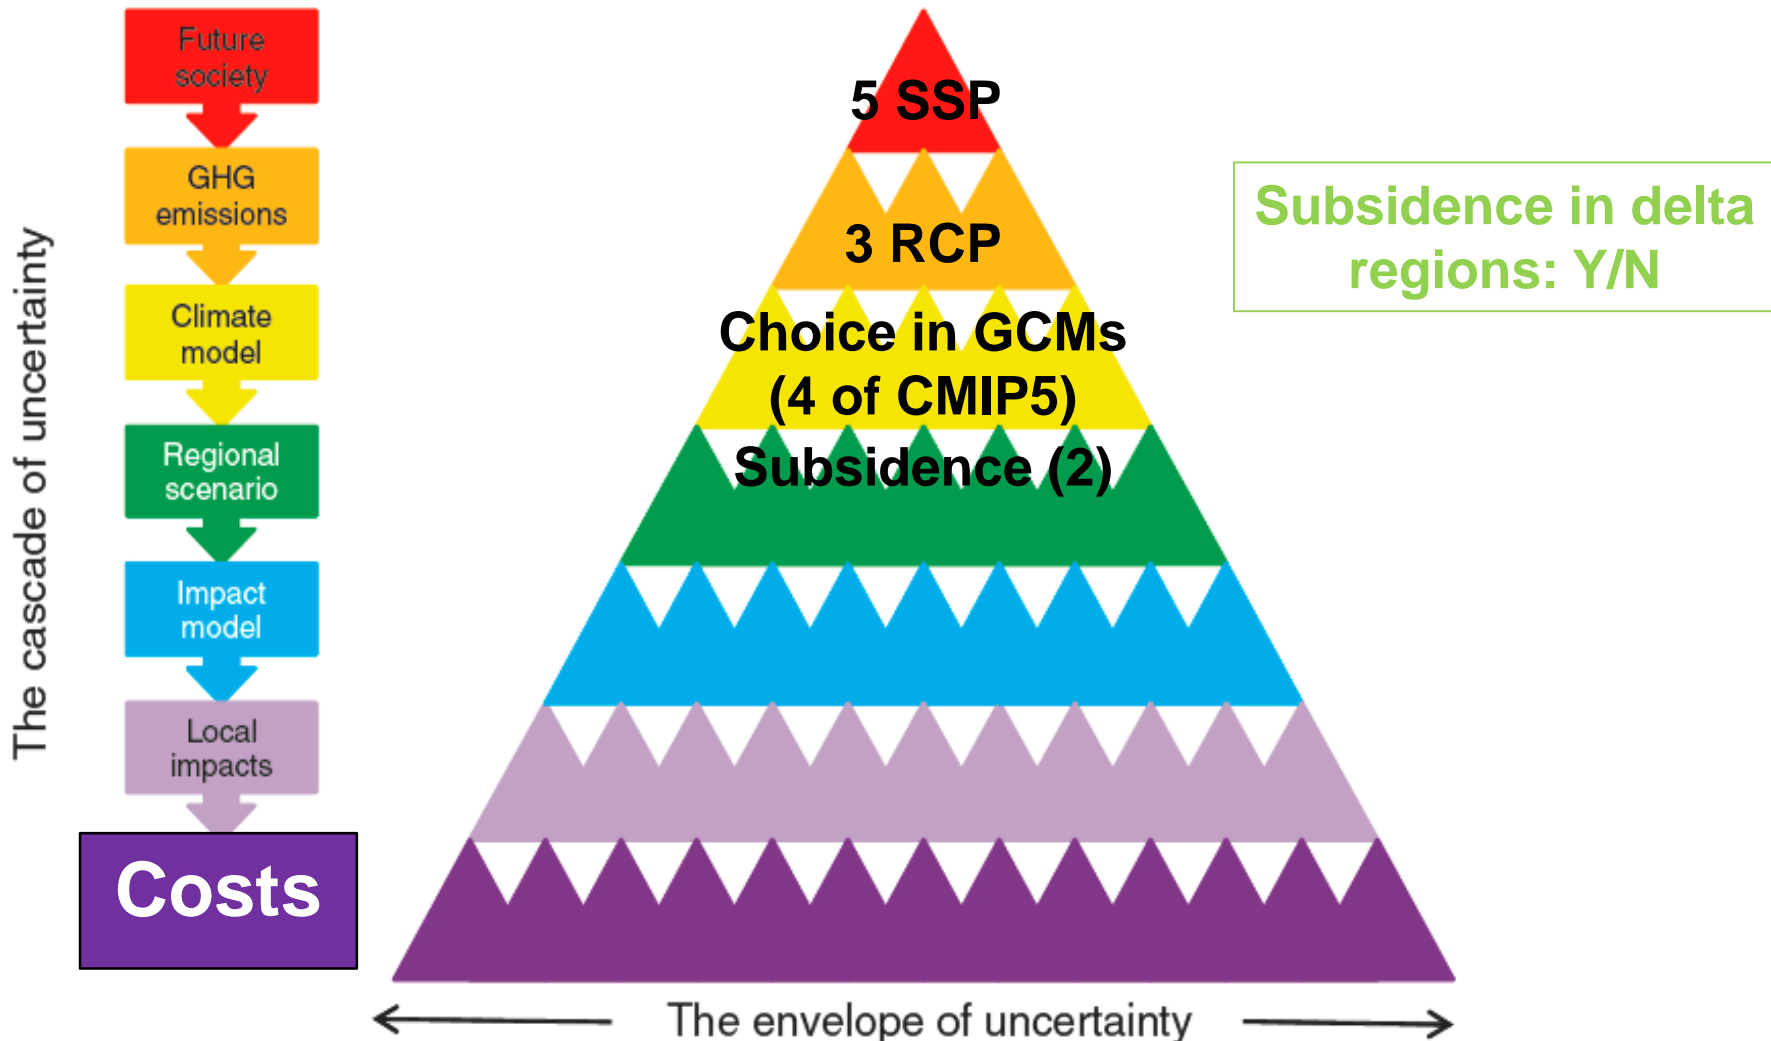 The cascade of uncertainty
Future
society
GHG
emissions
Climate
model
Regional
scenario
Impact
model
Local
impacts
Costs
5 SSP
3 RCP
Choice in GCMs
(4 of CMIP5)
Subsidence (2)
Subsidence in delta
regions: Y/N
The envelope of uncertainty